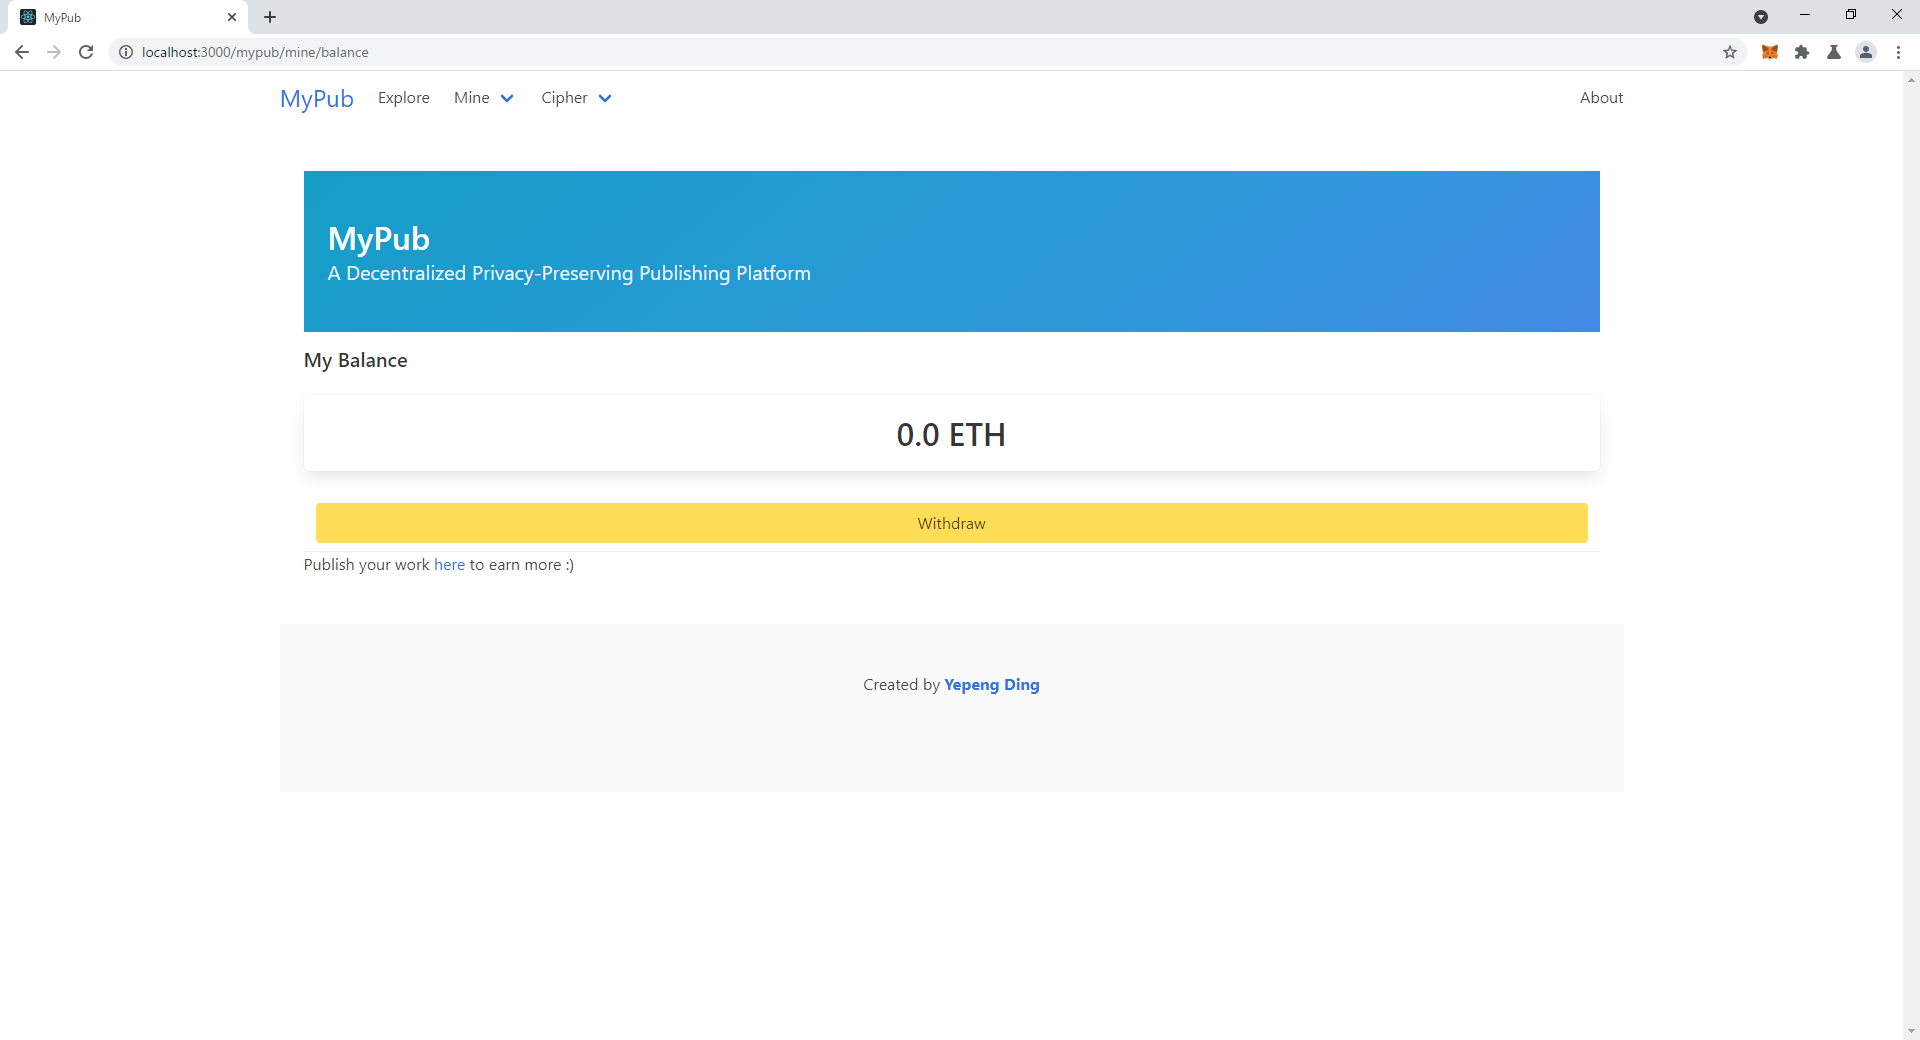 MyPub
localhost:3000/mypub/mine/balance
MyPub Explore Mine Cipher About
MyPub
A Decentralized Privacy-Preserving Publishing Platform
My Balance
0.0 ETH
Withdraw
Publish your work here to earn more :)
Created by Yepeng Ding